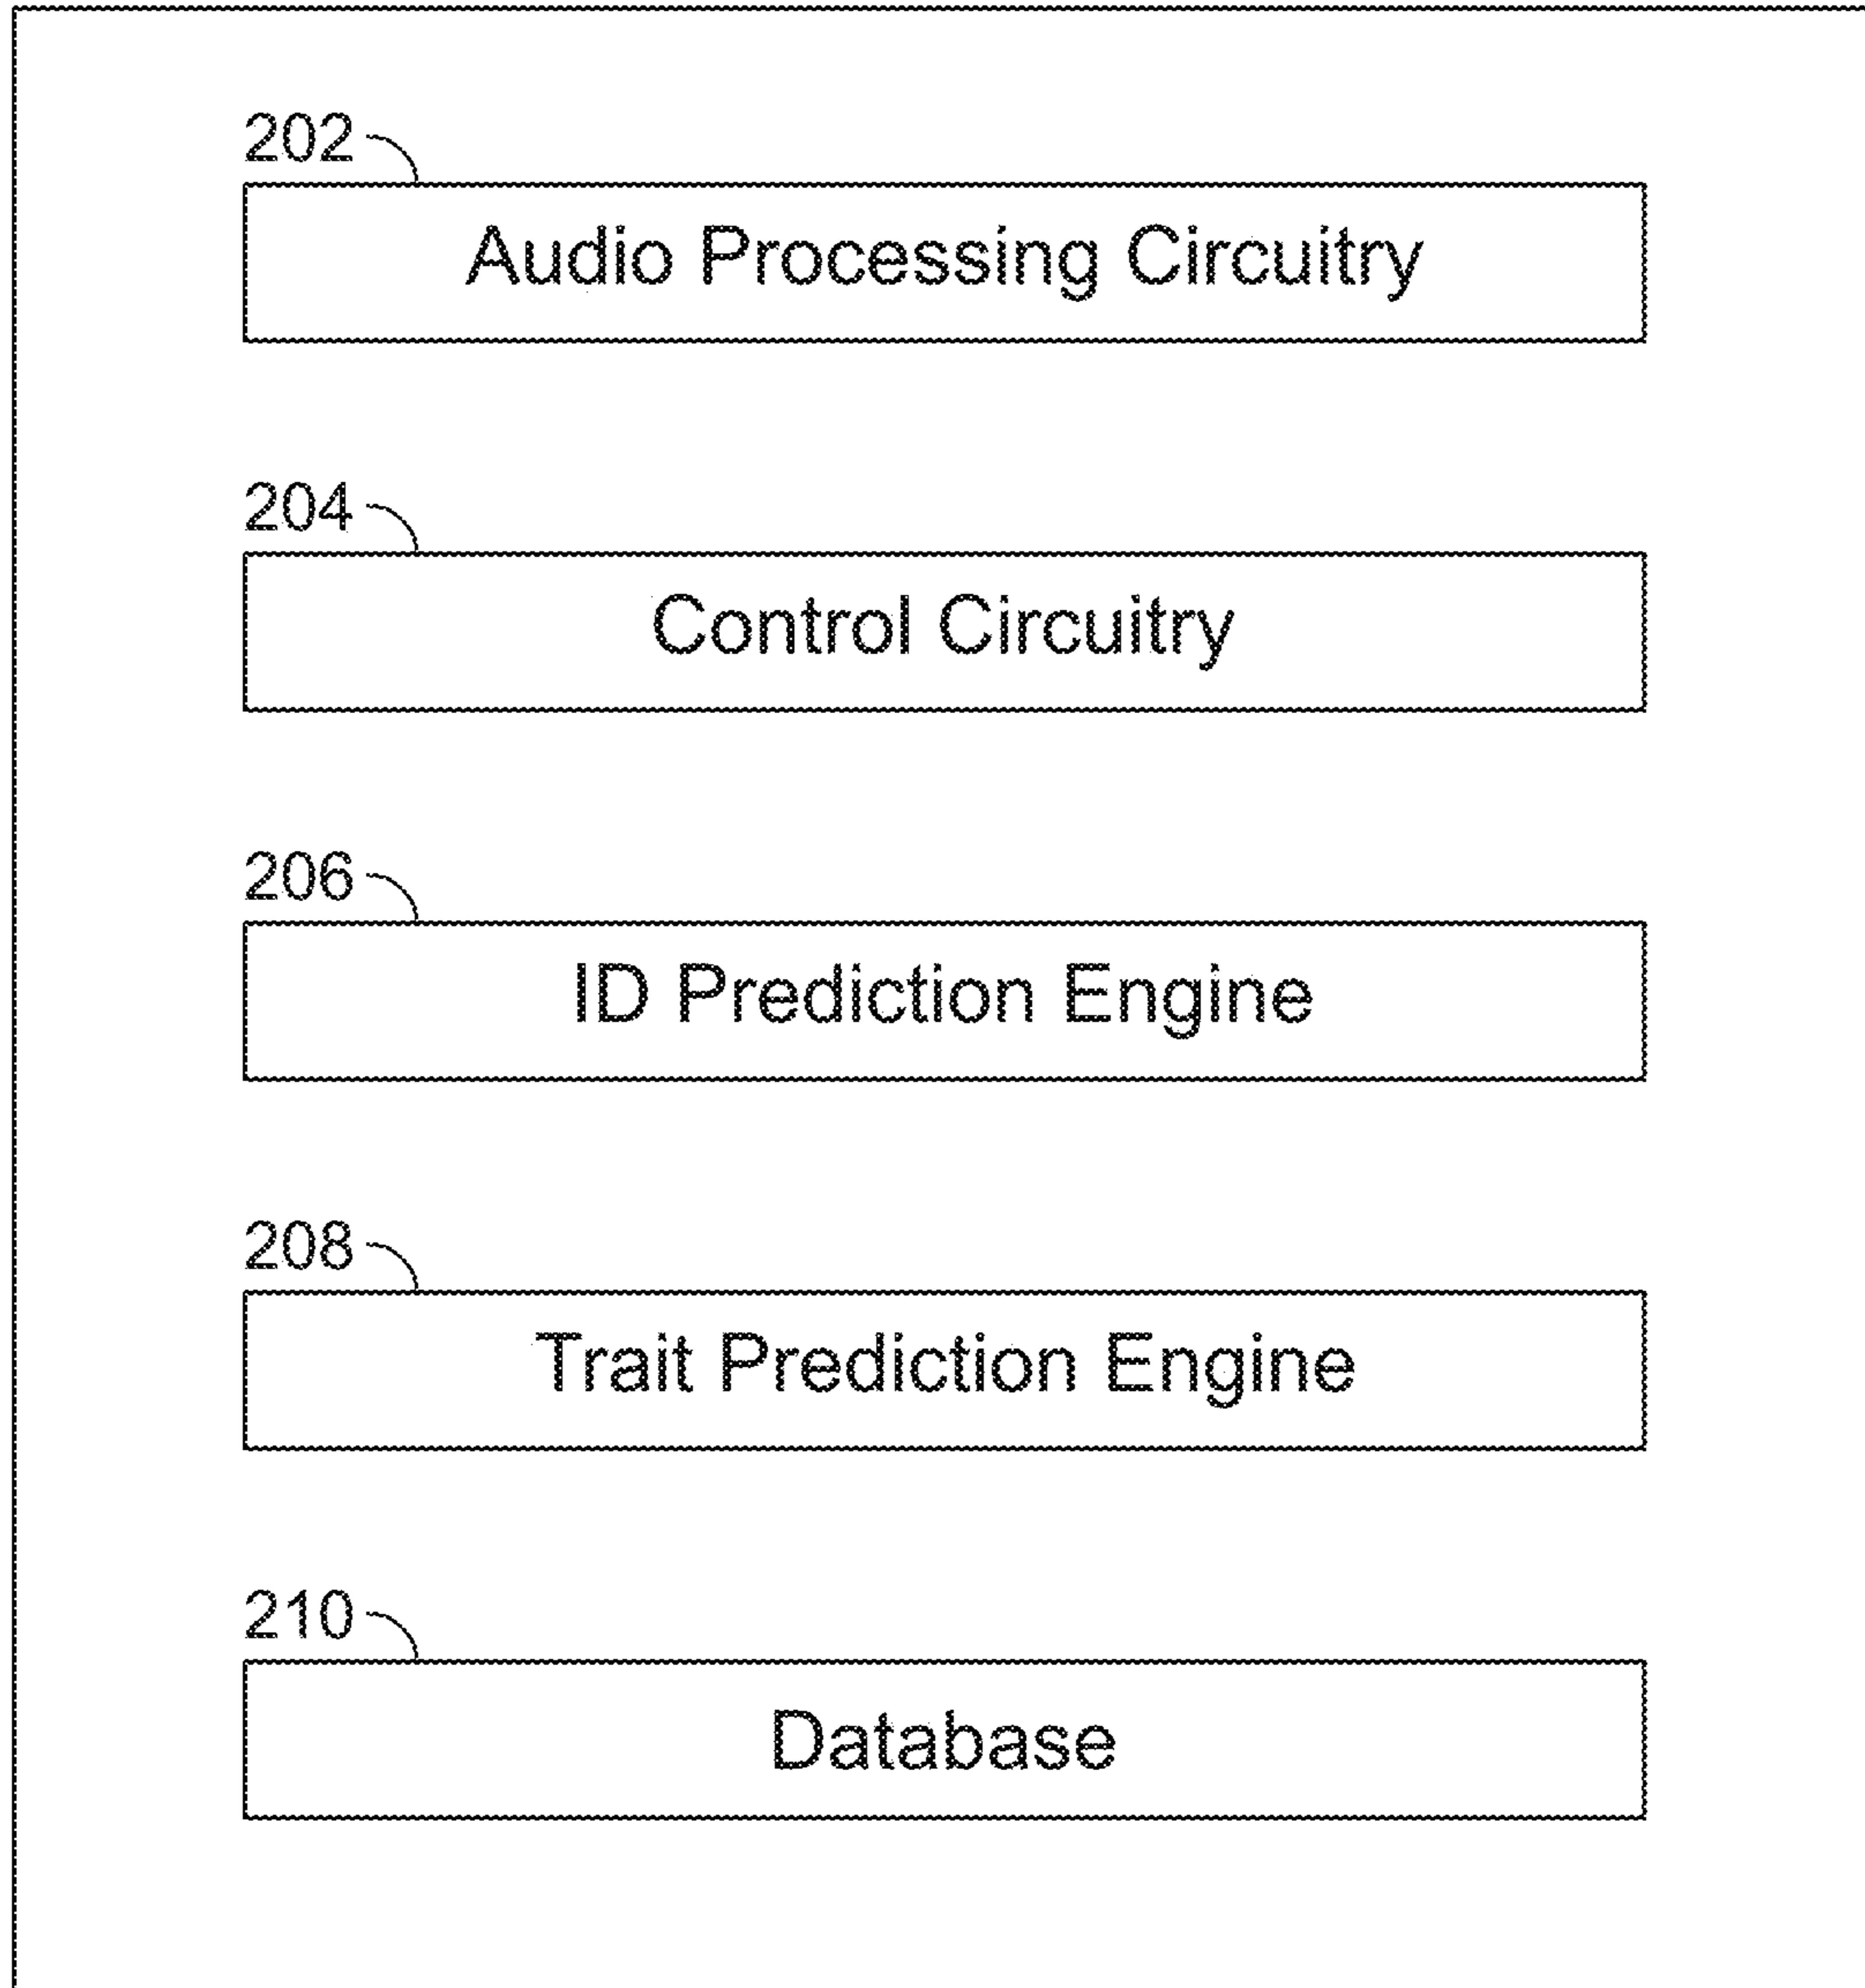 202
Audio Processing Circuitry
204
Control Circuitry
206
ID Prediction Engine
208
Trait Prediction Engine
210
Database